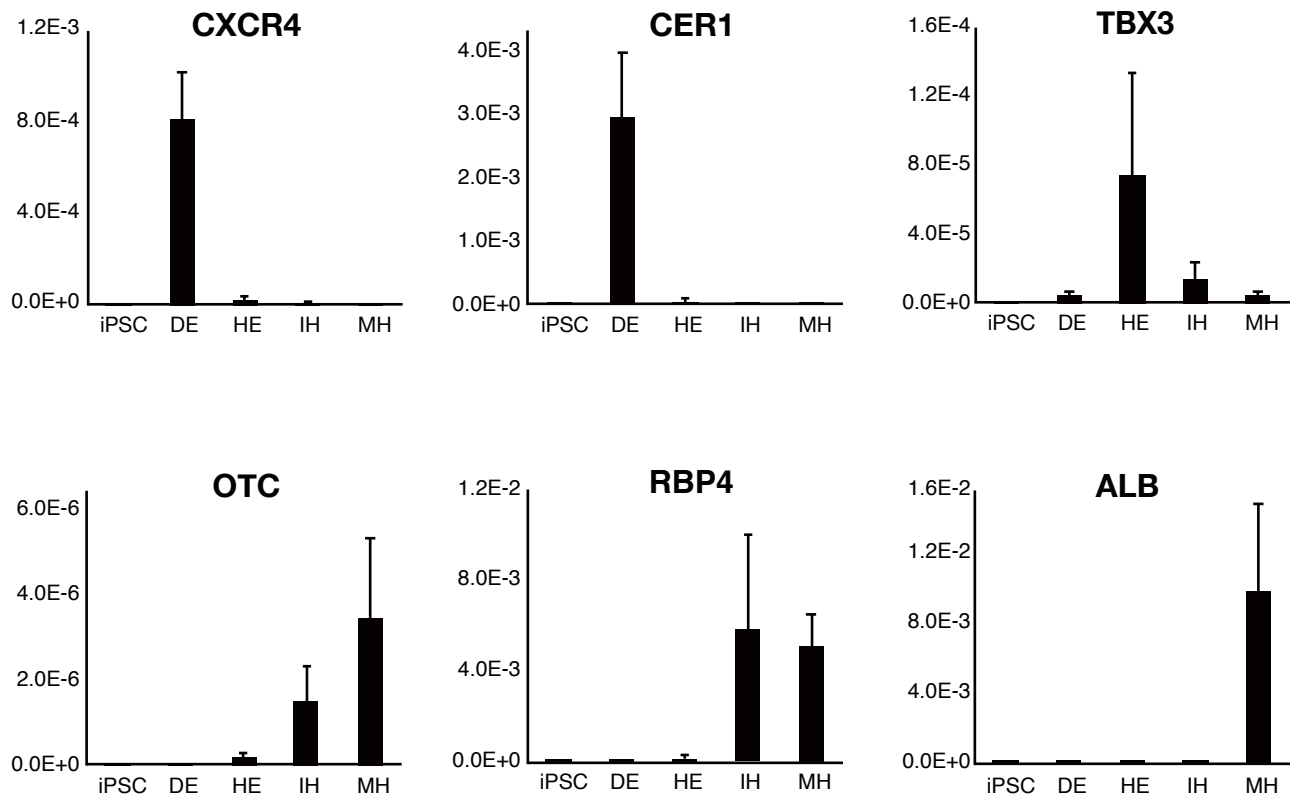 CXCR4
1.2E-3
8.0E-4
4.0E-4
0.0E+0
iPSC DE HE IH MH
CER1
4.0E-3
3.0E-3
2.0E-3
1.0E-3
0.0E+0
iPSC DE HE IH MH
TBX3
1.6E-4
1.2E-4
8.0E-5
4.0E-5
0.0E+0
iPSC DE HE IH MH
OTC
6.0E-6
4.0E-6
2.0E-6
0.0E+0
iPSC DE HE IH MH
RBP4
1.2E-2
8.0E-3
4.0E-3
0.0E+0
iPSC DE HE IH MH
ALB
1.6E-2
1.2E-2
8.0E-3
4.0E-3
0.0E+0
iPSC DE HE IH MH